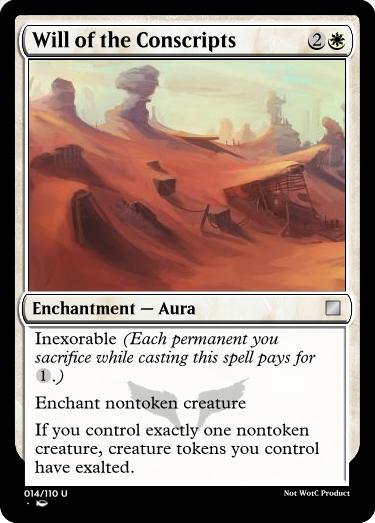 Will of the Conscripts 2
Enchantment — Aura
Inexorable (Each permanent you
sacrifice while casting this spell pays for
1.)
Enchant nontoken creature
If you control exactly one nontoken
creature, creature tokens you control
have exalted.
014/110 U
Not WotC Product